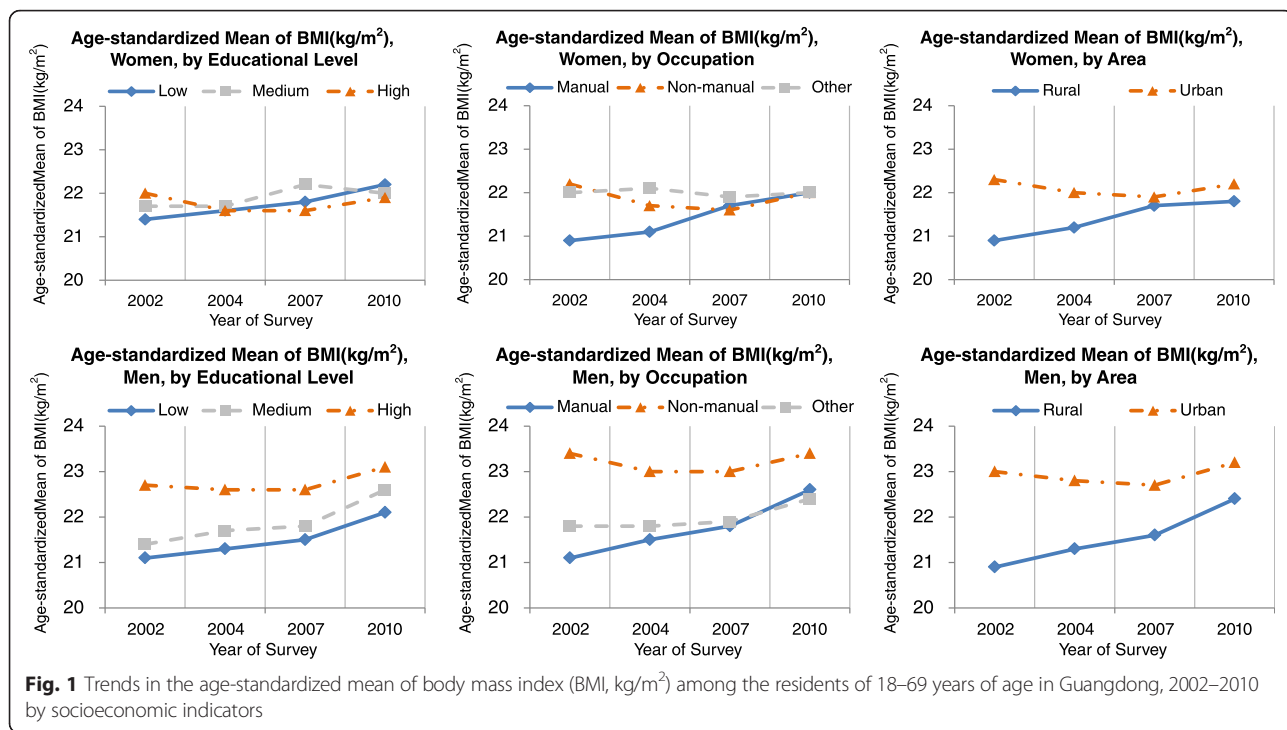 Age-standardized Mean of BMI(kg/m²),
Women, by Educational Level
Low Medium High
Age-standardizedMean of BMI(kg/m²)
24
23
22
21
20
2002 2004 2007 2010
Year of Survey
Age-standardized Mean of BMI(kg/m²),
Women, by Occupation
Manual Non-manual Other
Age-standardizedMean of BMI(kg/m²)
24
23
22
21
20
2002 2004 2007 2010
Year of Survey
Age-standardized Mean of BMI(kg/m²),
Women, by Area
Rural Urban
Age-standardizedMean of BMI(kg/m²)
24
23
22
21
20
2002 2004 2007 2010
Year of Survey
Age-standardized Mean of BMI(kg/m²),
Men, by Educational Level
Low Medium High
Age-standardizedMean of BMI(kg/m²)
24
23
22
21
20
2002 2004 2007 2010
Year of Survey
Age-standardized Mean of BMI(kg/m²),
Men, by Occupation
Manual Non-manual Other
Age-standardizedMean of BMI(kg/m²)
24
23
22
21
20
2002 2004 2007 2010
Year of Survey
Age-standardized Mean of BMI(kg/m²),
Men, by Area
Rural Urban
Age-standardizedMean of BMI(kg/m²)
24
23
22
21
20
2002 2004 2007 2010
Year of Survey
Fig. 1 Trends in the age-standardized mean of body mass index (BMI, kg/m²) among the residents of 18–69 years of age in Guangdong, 2002–2010
by socioeconomic indicators